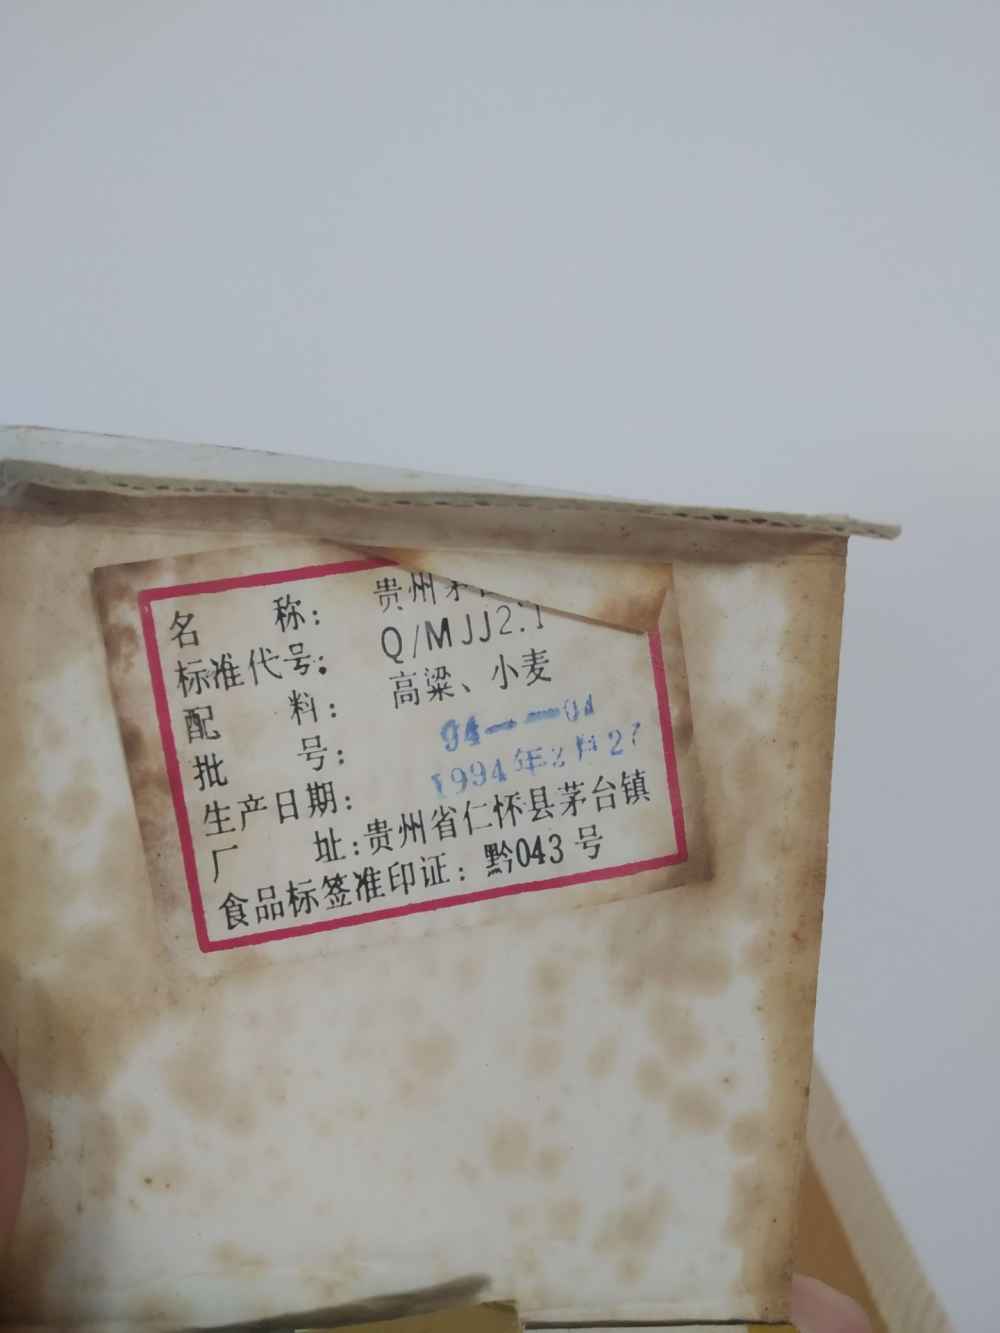 名 称: 贵州
标准代号: Q/MJJ2.1
配 料: 高粱、小麦
批 号: 94——04
生产日期: 1994年2月27
厂 址:贵州省仁怀县茅台镇
食品标签准印证: 黔043号